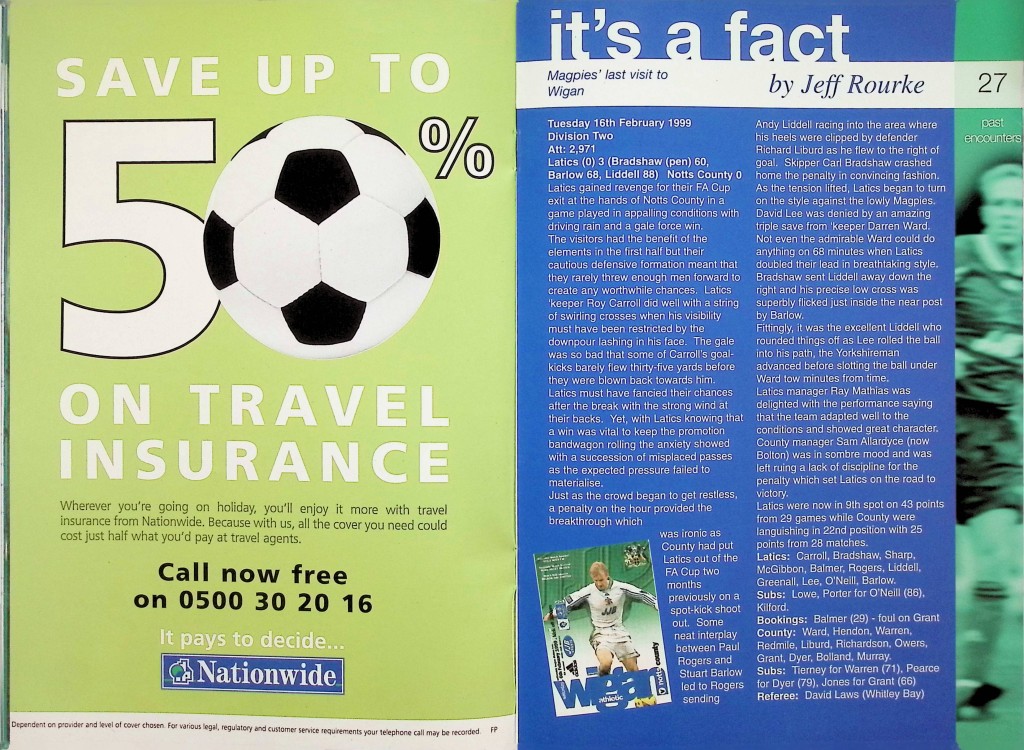 SAVE UP TO
50%
ON TRAVEL
INSURANCE
Wherever you're going on holiday, you'll enjoy it more with travel
insurance from Nationwide. Because with us, all the cover you need could
cost just half what you'd pay at travel agents.
Call now free
on 0500 30 20 16
It pays to decide...
Nationwide
Dependent on provider and level of cover chosen. For various legal, regulatory and customer service requirements your telephone call may be recorded. FP
it's a fact
Magpies' last visit to
Wigan
by Jeff Rourke
27
past
encounters
Tuesday 16th February 1999
Division Two
Att: 2,971
Latics (0) 3 (Bradshaw (pen) 60,
Barlow 68, Liddell 88) Notts County 0
Latics gained revenge for their FA Cup
exit at the hands of Notts County in a
game played in appalling conditions with
driving rain and a gale force win.
The visitors had the benefit of the
elements in the first half but their
cautious defensive formation meant that
they rarely threw enough men forward to
create any worthwhile chances. Latics
'keeper Roy Carroll did well with a string
of swirling crosses when his visibility
must have been restricted by the
downpour lashing in his face. The gale
was so bad that some of Carroll's goal-
kicks barely flew thirty-five yards before
they were blown back towards him.
Latics must have fancied their chances
after the break with the strong wind at
their backs. Yet, with Latics knowing that
a win was vital to keep the promotion
bandwagon rolling the anxiety showed
with a succession of misplaced passes
as the expected pressure failed to
materialise.
Just as the crowd began to get restless,
a penalty on the hour provided the
breakthrough which
was ironic as
County had put
Latics out of the
FA Cup two
months
previously on a
spot-kick shoot
out. Some
neat interplay
between Paul
Rogers and
Stuart Barlow
led to Rogers
sending
wigan
athletic
notts county
Andy Liddell racing into the area where
his heels were clipped by defender
Richard Liburd as he flew to the right of
goal. Skipper Carl Bradshaw crashed
home the penalty in convincing fashion.
As the tension lifted, Latics began to turn
on the style against the lowly Magpies.
David Lee was denied by an amazing
triple save from 'keeper Darren Ward.
Not even the admirable Ward could do
anything on 68 minutes when Latics
doubled their lead in breathtaking style.
Bradshaw sent Liddell away down the
right and his precise low cross was
superbly flicked just inside the near post
by Barlow.
Fittingly, it was the excellent Liddell who
rounded things off as Lee rolled the ball
into his path, the Yorkshireman
advanced before slotting the ball under
Ward tow minutes from time.
Latics manager Ray Mathias was
delighted with the performance saying
that the team adapted well to the
conditions and showed great character.
County manager Sam Allardyce (now
Bolton) was in sombre mood and was
left ruing a lack of discipline for the
penalty which set Latics on the road to
victory.
Latics were now in 9th spot on 43 points
from 29 games while County were
languishing in 22nd position with 25
points from 28 matches.
Latics: Carroll, Bradshaw, Sharp,
McGibbon, Balmer, Rogers, Liddell,
Greenall, Lee, O'Neill, Barlow.
Subs: Lowe, Porter for O'Neill (86),
Kilford.
Bookings: Balmer (29) - foul on Grant
County: Ward, Hendon, Warren,
Redmile, Liburd, Richardson, Owers,
Grant, Dyer, Bolland, Murray.
Subs: Tierney for Warren (71), Pearce
for Dyer (79), Jones for Grant (66)
Referee: David Laws (Whitley Bay)